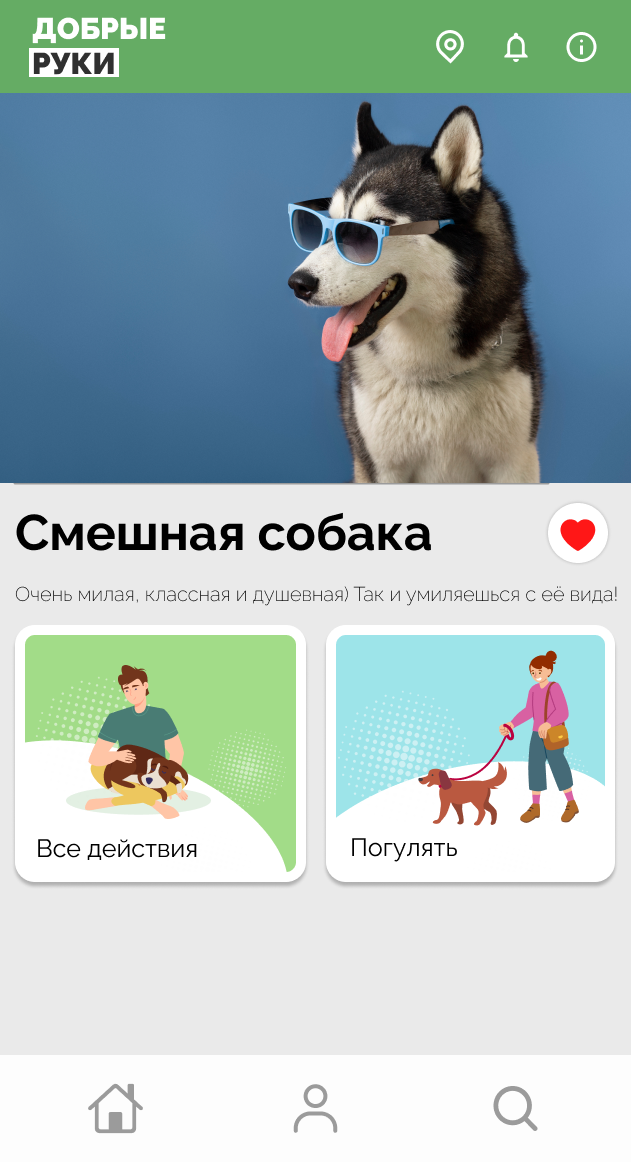 ДОБРЫЕ
РУКИ
Смешная собака
Очень милая, классная и душевная) Так и умиляешься с её вида!
Все действия
Погулять